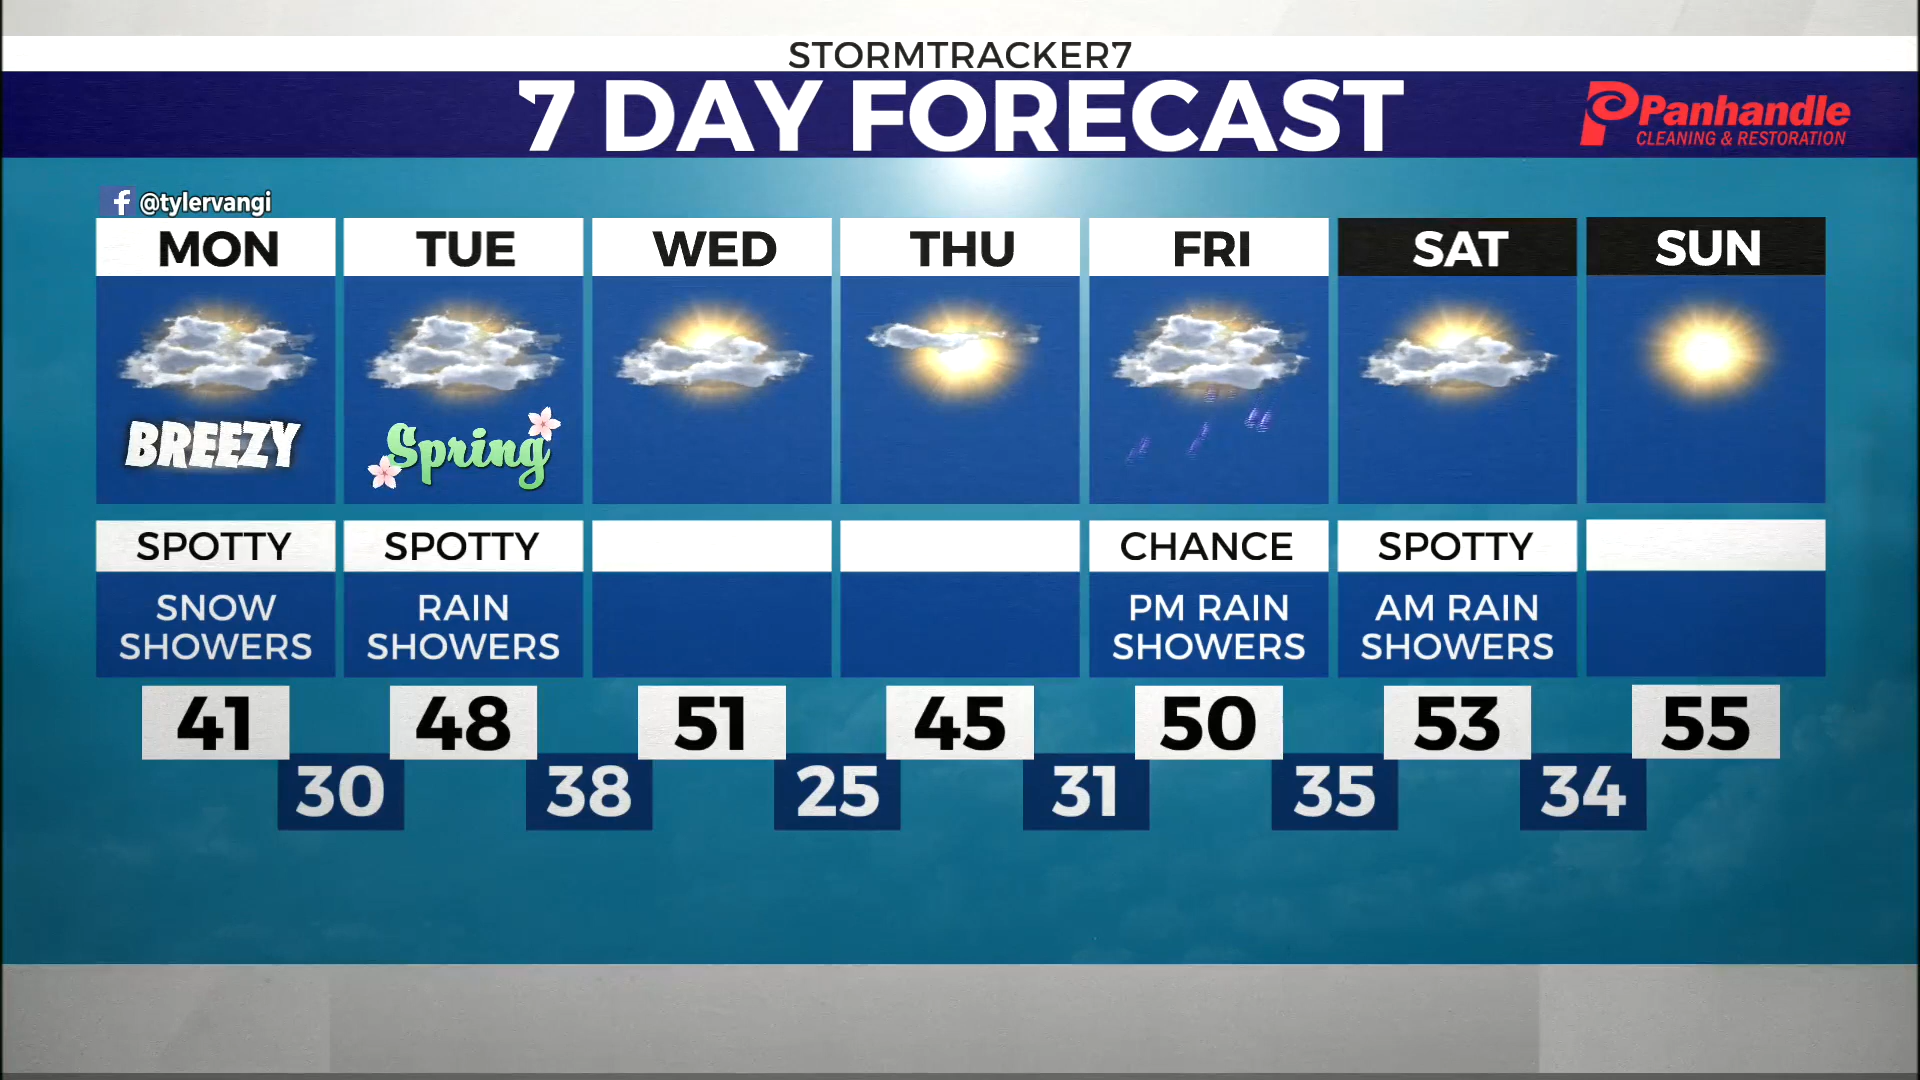 STORMTRACKER7
7 DAY FORECAST
Panhandle
CLEANING & RESTORATION
f @tylervangi
MON TUE WED THU FRI SAT SUN
BREEZY Spring
SPOTTY SPOTTY CHANCE SPOTTY
SNOW RAIN PM RAIN AM RAIN
SHOWERS SHOWERS SHOWERS SHOWERS
41 48 51 45 50 53 55
30 38 25 31 35 34